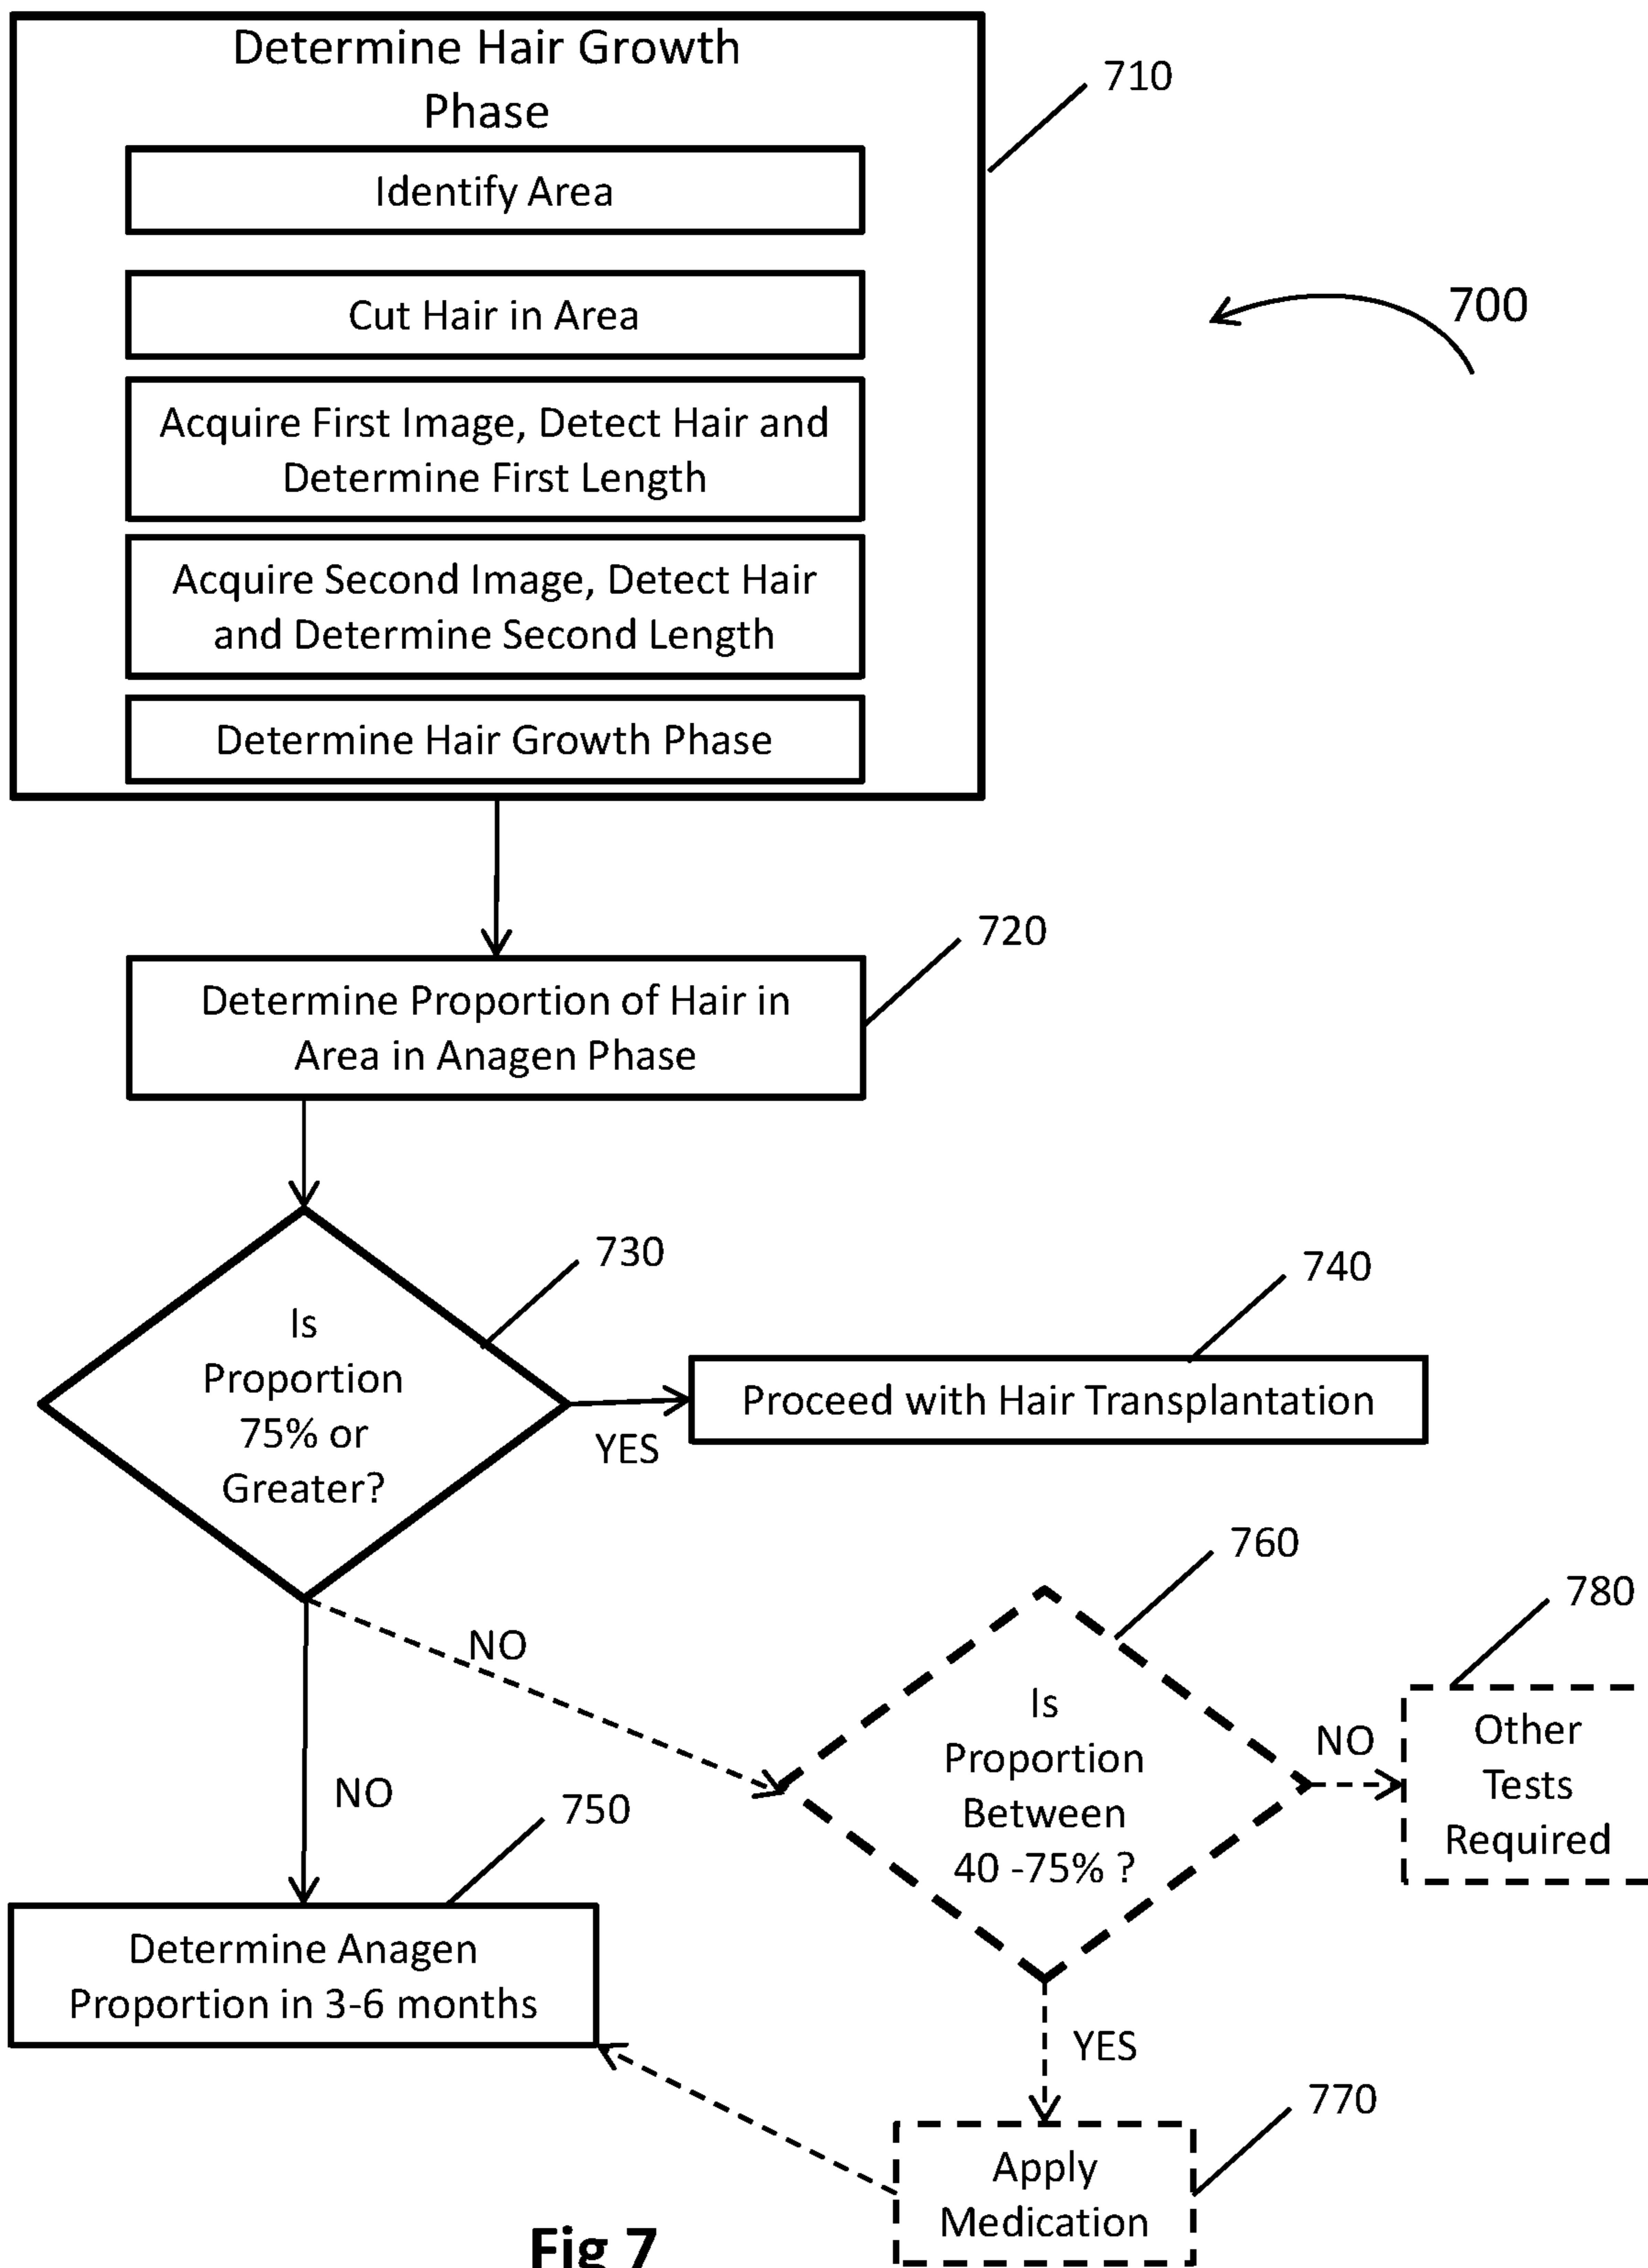 Determine Hair Growth
Phase
710
Identify Area
Cut Hair in Area
700
Acquire First Image, Detect Hair and
Determine First Length
Acquire Second Image, Detect Hair
and Determine Second Length
Determine Hair Growth Phase
720
Determine Proportion of Hair in
Area in Anagen Phase
730
Is
Proportion
75% or
Greater?
YES
740
Proceed with Hair Transplantation
NO
760
Is
Proportion
Between
40 -75% ?
NO
780
Other
Tests
Required
NO
750
Determine Anagen
Proportion in 3-6 months
YES
770
Apply
Medication
Fig 7